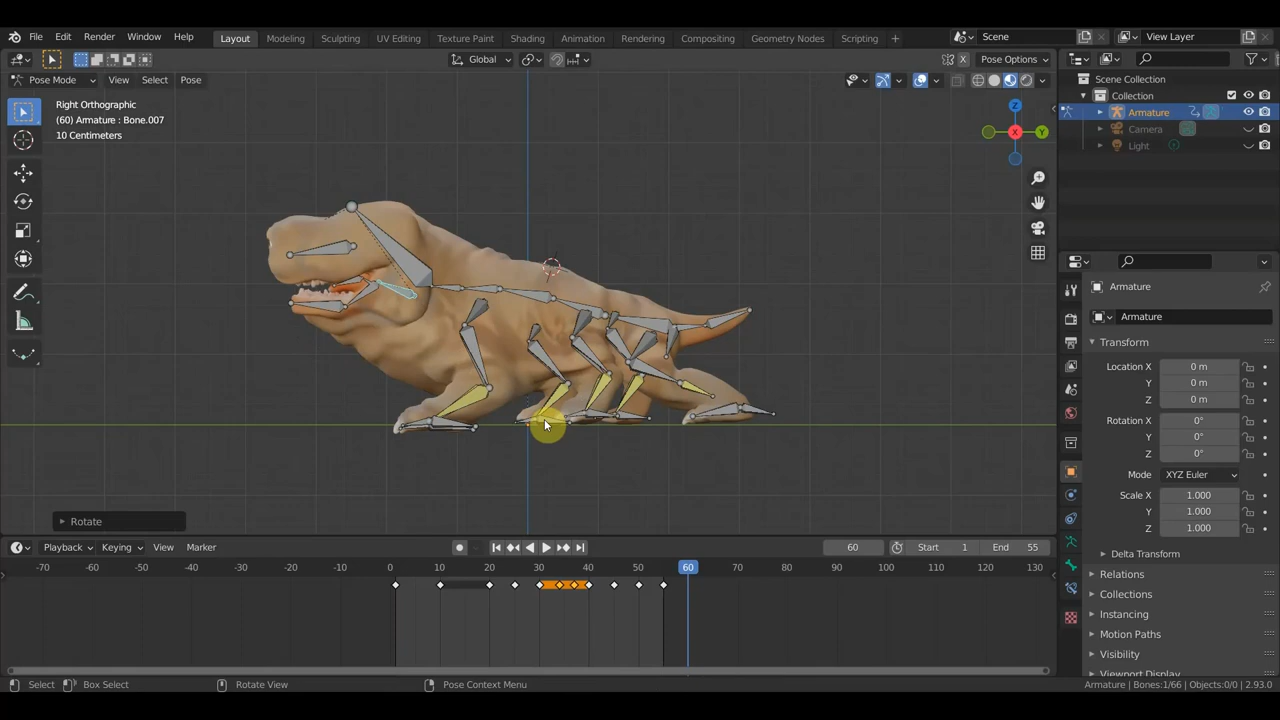 File Edit Render Window Help Layout Modeling Sculpting UV Editing Texture Paint Shading Animation Rendering Compositing Geometry Nodes Scripting + Scene View Layer
Global Pose Options
Pose Mode View Select Pose
Right Orthographic
(60) Armature : Bone.007
10 Centimeters
Z
X
Y
Scene Collection
Collection
Armature
Camera
Light
Armature
Armature
Transform
Location X 0 m
Y 0 m
Z 0 m
Rotation X 0°
Y 0°
Z 0°
Mode XYZ Euler
Scale X 1.000
Y 1.000
Z 1.000
Delta Transform
Relations
Collections
Instancing
Motion Paths
Visibility
Viewport Display
Rotate
Playback Keying View Marker 60 Start 1 End 55
-70 -60 -50 -40 -30 -20 -10 0 10 20 30 40 50 60 70 80 90 100 110 120 130
Select Box Select Rotate View Pose Context Menu Armature | Bones:1/66 | Objects:0/0 | 2.93.0